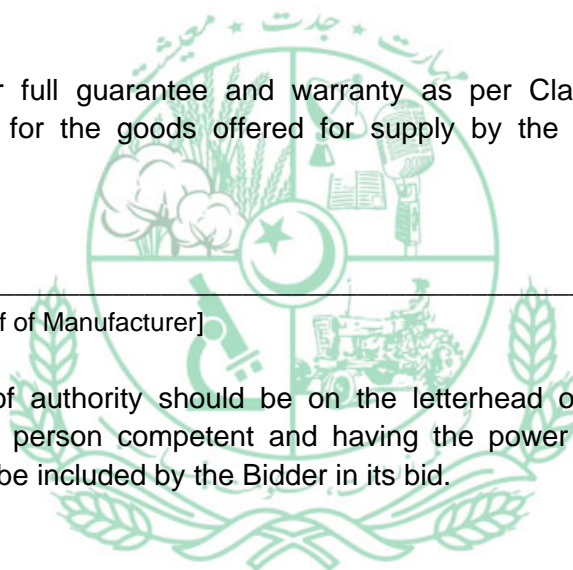 مہارت ★ جدت ★ معیشت
r full guarantee and warranty as per Cla
for the goods offered for supply by the
f of Manufacturer]
of authority should be on the letterhead o
person competent and having the power
be included by the Bidder in its bid.